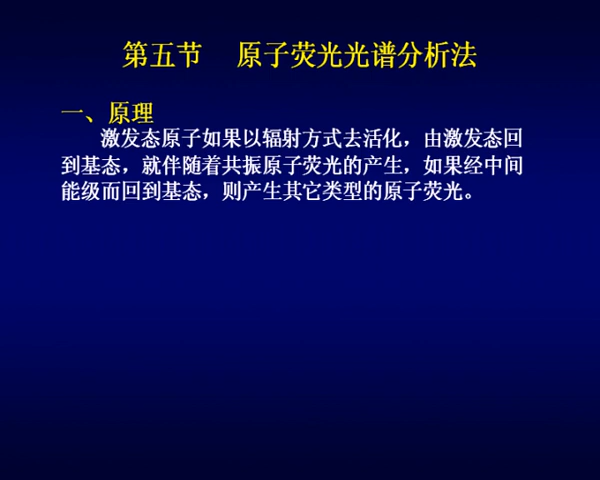 第五节 原子荧光光谱分析法
一、原理
激发态原子如果以辐射方式去活化，由激发态回
到基态，就伴随着共振原子荧光的产生，如果经中间
能级而回到基态，则产生其它类型的原子荧光。